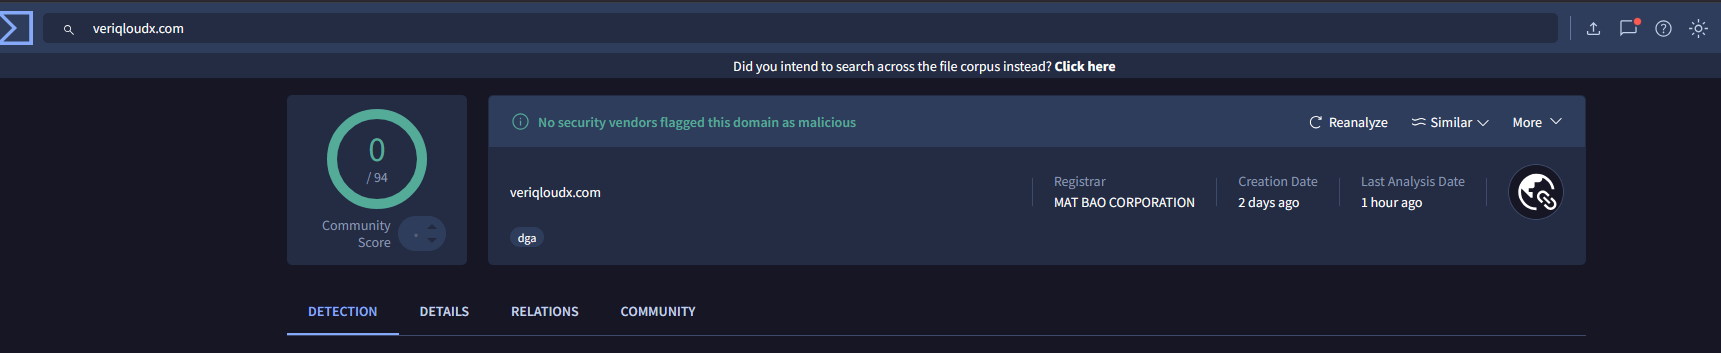 veriqloudx.com
Did you intend to search across the file corpus instead? Click here
0
/ 94
Community
Score
No security vendors flagged this domain as malicious
Reanalyze
Similar
More
veriqloudx.com
dga
Registrar
MAT BAO CORPORATION
Creation Date
2 days ago
Last Analysis Date
1 hour ago
DETECTION
DETAILS
RELATIONS
COMMUNITY